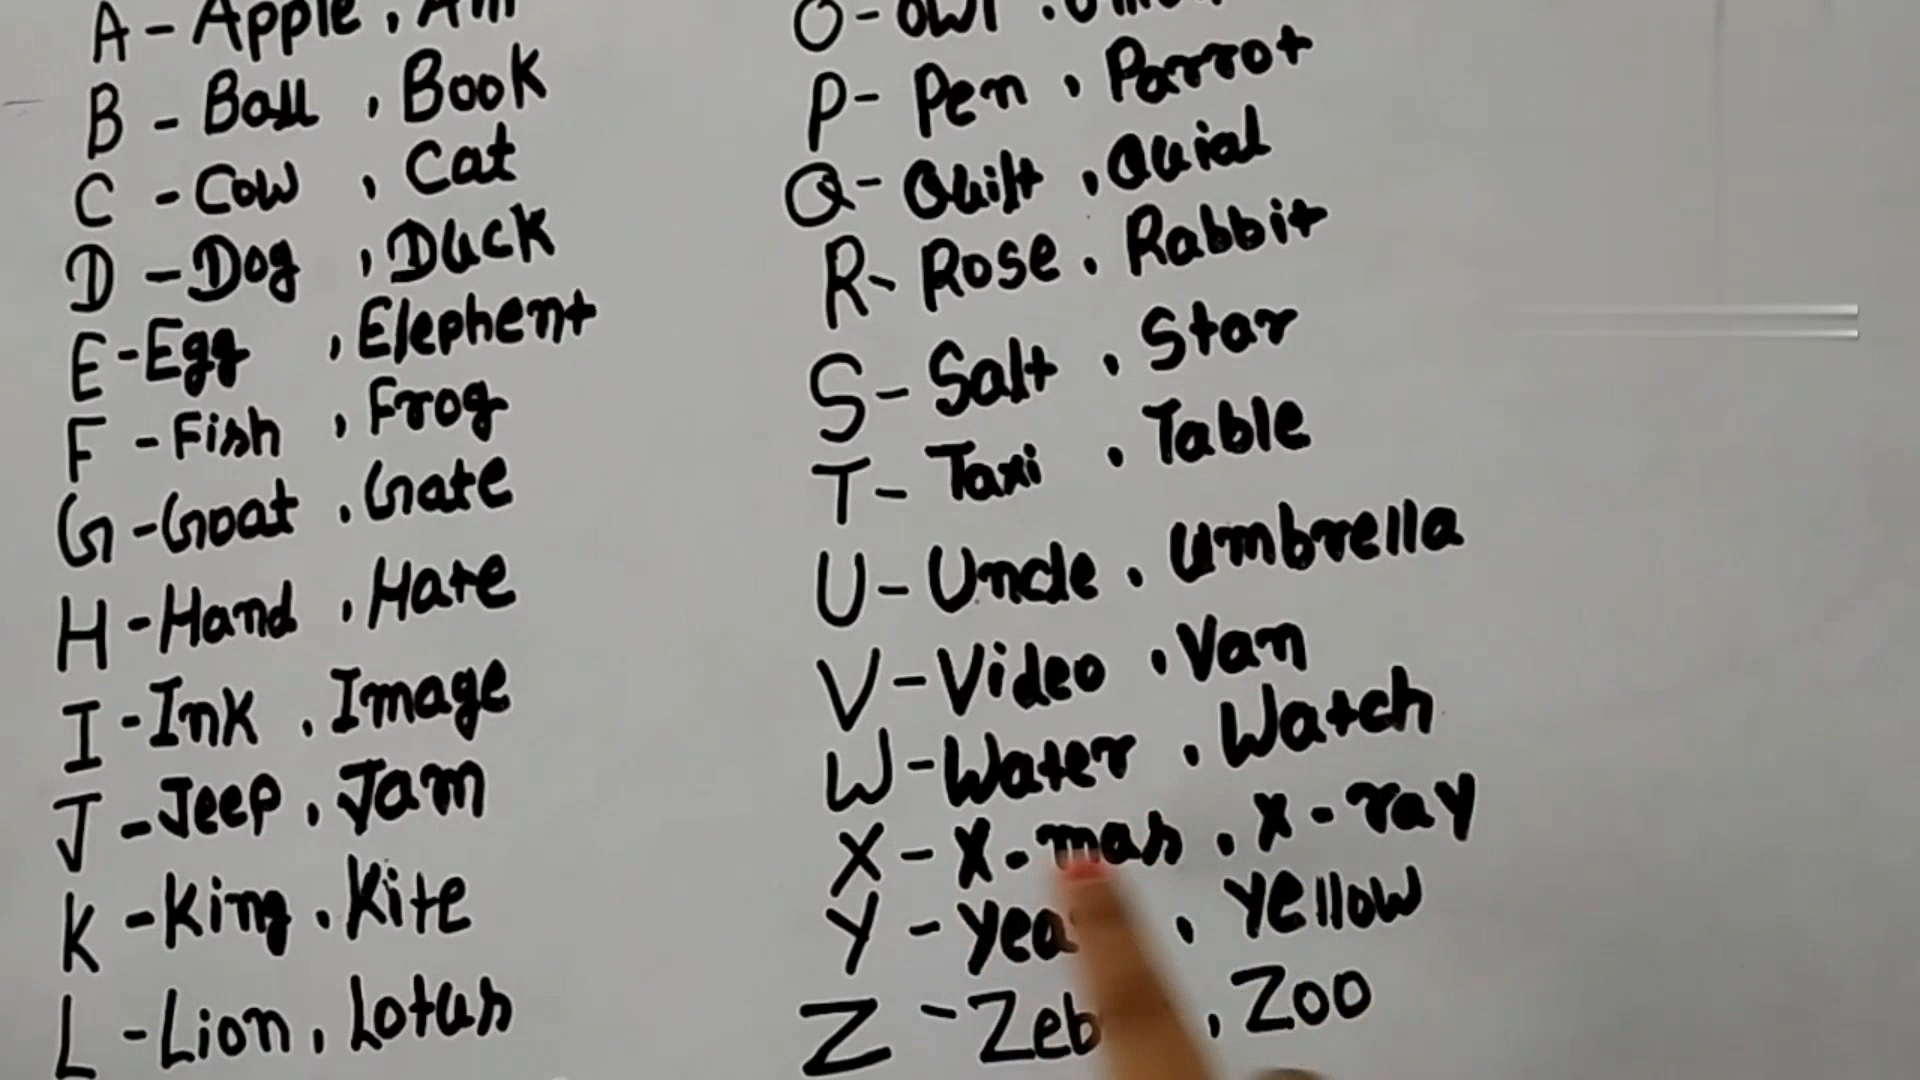 A - Apple, Ant
B - Ball, Book
C - Cow, Cat
D - Dog, Duck
E - Egg, Elephent
F - Fish, Frog
G - Goat, Gate
H - Hand, Hate
I - Ink, Image
J - Jeep, Jam
K - King, Kite
L - Lion, Lotus
O - Owl,
P - Pen, Parrot
Q - Quilt, Quial
R - Rose, Rabbit
S - Salt, Star
T - Taxi, Table
U - Uncle, Umbrella
V - Video, Van
W - Water, Watch
X - X-mas, X-ray
Y - , Yellow
Z - , Zoo